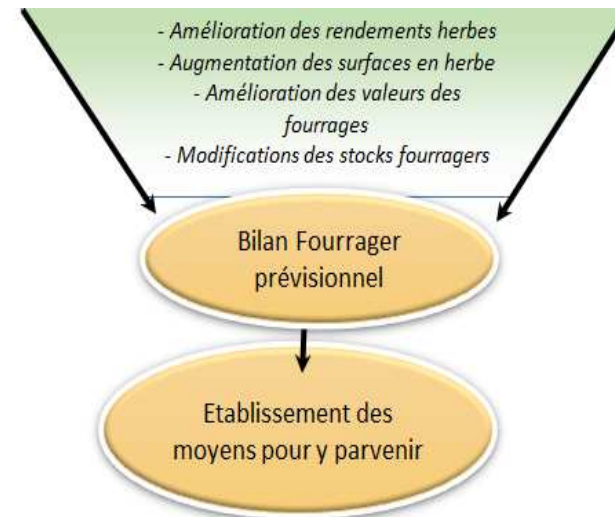 - Amélioration des rendements herbes
- Augmentation des surfaces en herbe
- Amélioration des valeurs des
fourrages
- Modifications des stocks fourragers
Bilan Fourrager
prévisionnel
Etablissement des
moyens pour y parvenir